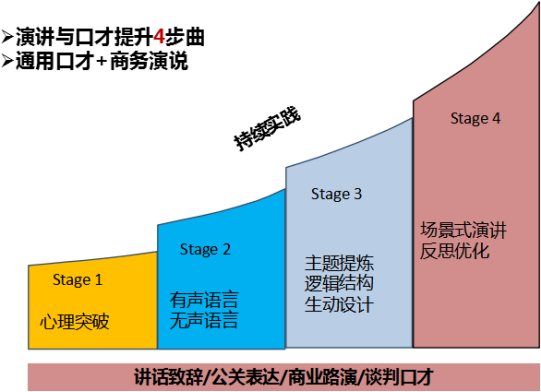 ➢演讲与口才提升4步曲
➢通用口才+商务演说
持续实践
Stage 1
心理突破
Stage 2
有声语言
无声语言
Stage 3
主题提炼
逻辑结构
生动设计
Stage 4
场景式演讲
反思优化
讲话致辞/公关表达/商业路演/谈判口才